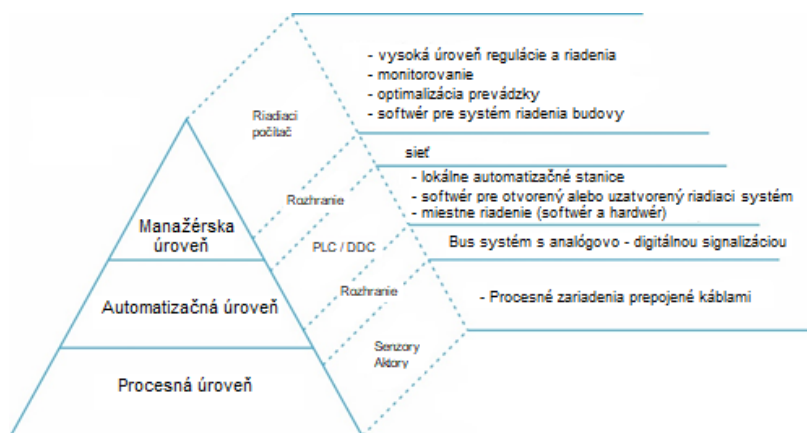 - vysoká úroveň regulácie a riadenia
- monitorovanie
- optimalizácia prevádzky
- softwér pre systém riadenia budovy
Riadiaci
počítač
sieť
- lokálne automatizačné stanice
- softwér pre otvorený alebo uzatvorený riadiaci systém
- miestne riadenie (softwér a hardwér)
Rozhranie
Manažérska
úroveň
PLC / DDC
Bus systém s analógovo - digitálnou signalizáciou
Rozhranie
- Procesné zariadenia prepojené káblami
Automatizačná úroveň
Senzory
Aktory
Procesná úroveň